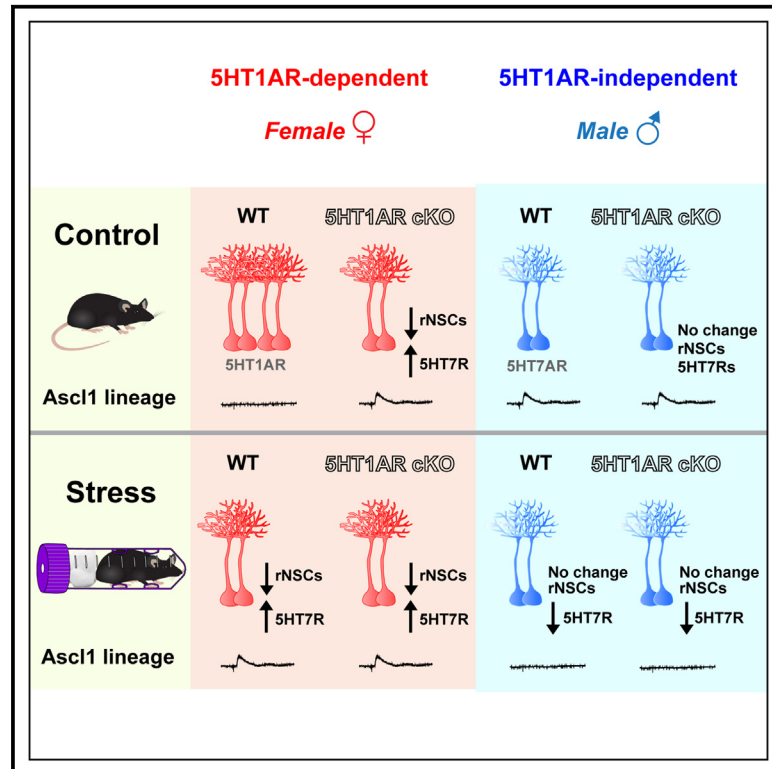 5HT1AR-dependent
5HT1AR-independent
Female ♀
Male ♂
Control
WT
5HT1AR cKO
WT
5HT1AR cKO
↓ rNSCs
↑ 5HT7R
No change
rNSCs
5HT7Rs
5HT1AR
5HT7AR
Ascl1 lineage
Stress
WT
5HT1AR cKO
WT
5HT1AR cKO
↓ rNSCs
↑ 5HT7R
↓ rNSCs
↑ 5HT7R
No change
rNSCs
↓ 5HT7R
No change
rNSCs
↓ 5HT7R
Ascl1 lineage